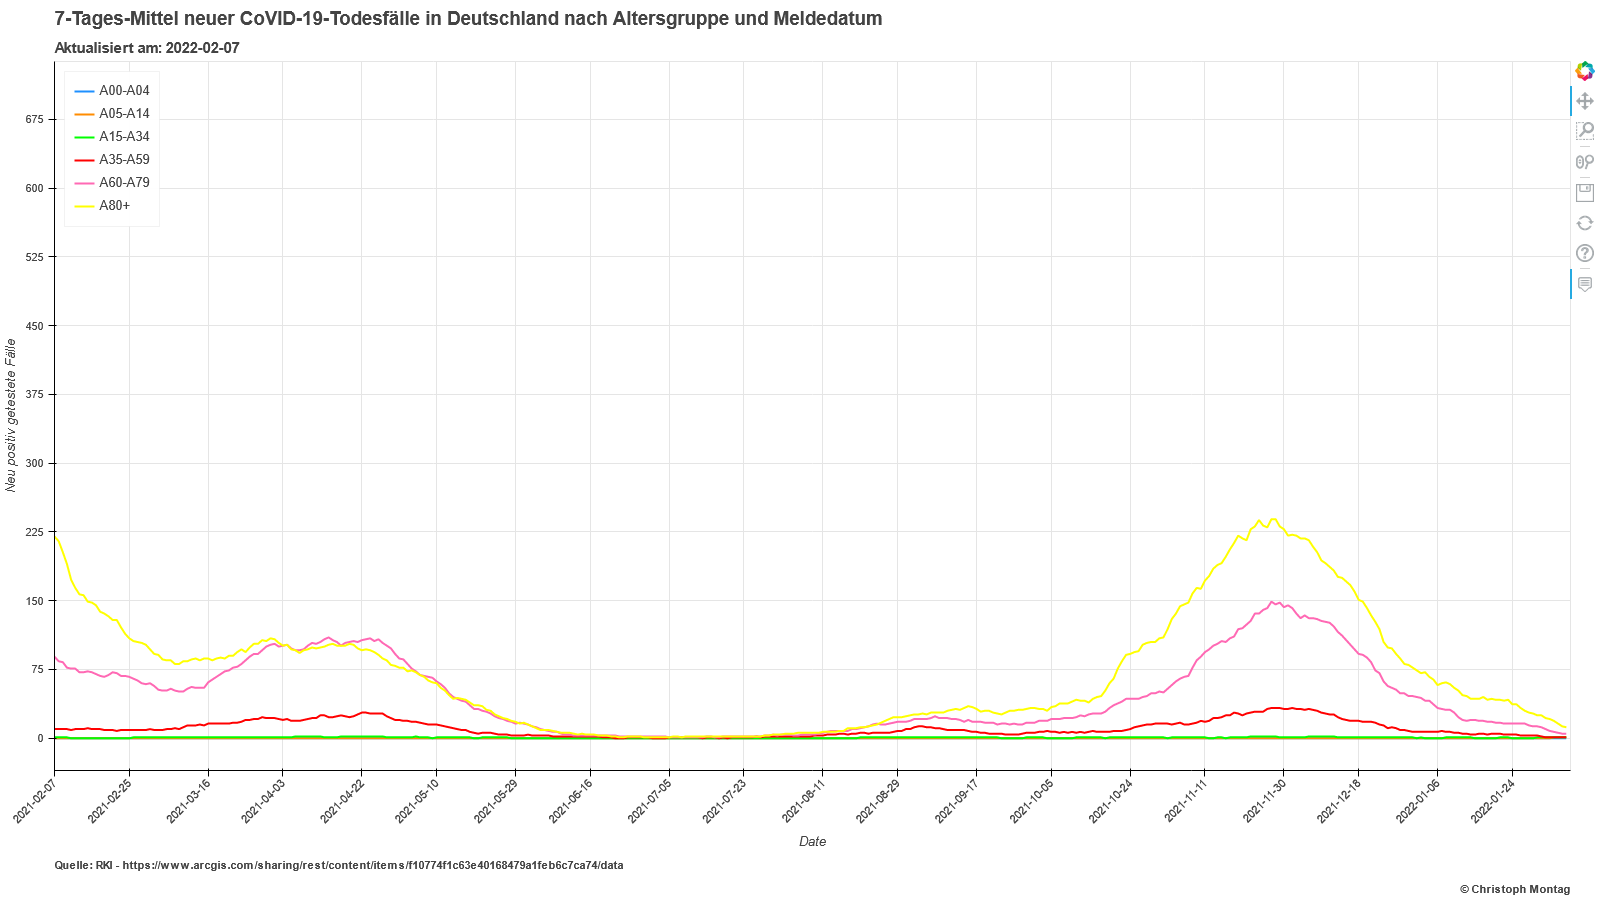 7-Tages-Mittel neuer CoVID-19-Todesfälle in Deutschland nach Altersgruppe und Meldedatum
Aktualisiert am: 2022-02-07
A00-A04
A05-A14
A15-A34
A35-A59
A60-A79
A80+
675
600
525
450
375
300
225
150
75
0
Neu positiv getestete Fälle
2021-02-07
2021-02-25
2021-03-16
2021-04-03
2021-04-22
2021-05-10
2021-05-29
2021-06-16
2021-07-05
2021-07-23
2021-08-11
2021-08-29
2021-09-17
2021-10-05
2021-10-24
2021-11-11
2021-11-30
2021-12-18
2022-01-06
2022-01-24
Date
Quelle: RKI - https://www.arcgis.com/sharing/rest/content/items/f10774f1c63e40168479a1feb6c7ca74/data
© Christoph Montag